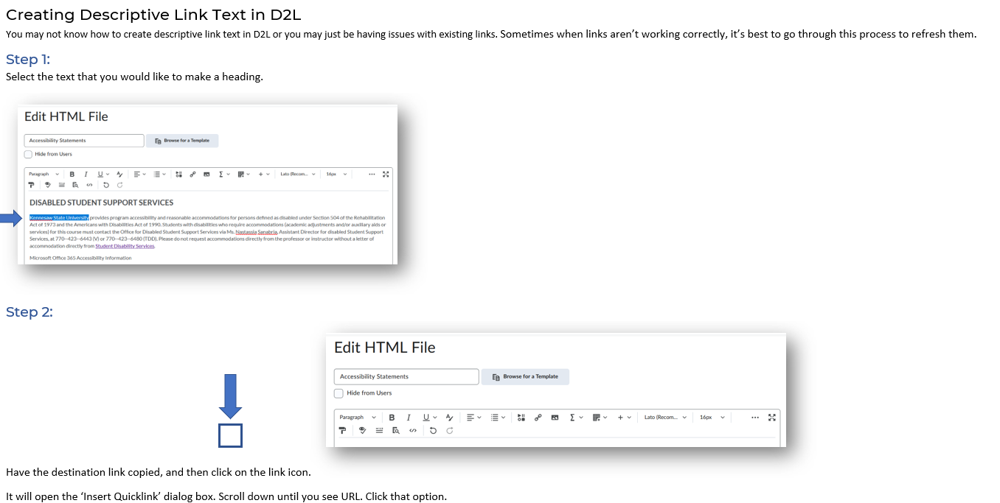 Creating Descriptive Link Text in D2L
You may not know how to create descriptive link text in D2L or you may just be having issues with existing links. Sometimes when links aren’t working correctly, it’s best to go through this process to refresh them.
Step 1:
Select the text that you would like to make a heading.
Edit HTML File
Accessibility Statements
Browse for a Template
Hide from Users
Paragraph B I U Lato (Recom... 16px ...
DISABLED STUDENT SUPPORT SERVICES
Kennesaw State University provides program accessibility and reasonable accommodations for persons defined as disabled under Section 504 of the Rehabilitation
Act of 1973 and the Americans with Disabilities Act of 1990. Students with disabilities who require accommodations (academic adjustments and/or auxiliary aids or
services) for this course must contact the Office for Disabled Student Support Services via Ms. Nastassia Sanabria, Assistant Director for disabled Student Support
Services, at 770--423--6443 (V) or 770--423--6480 (TDD). Please do not request accommodations directly from the professor or instructor without a letter of
accommodation directly from Student Disability Services.
Microsoft Office 365 Accessibility Information
Step 2:
Edit HTML File
Accessibility Statements
Browse for a Template
Hide from Users
Paragraph B I U Σ + Lato (Recom... 16px ...
Have the destination link copied, and then click on the link icon.
It will open the ‘Insert Quicklink’ dialog box. Scroll down until you see URL. Click that option.